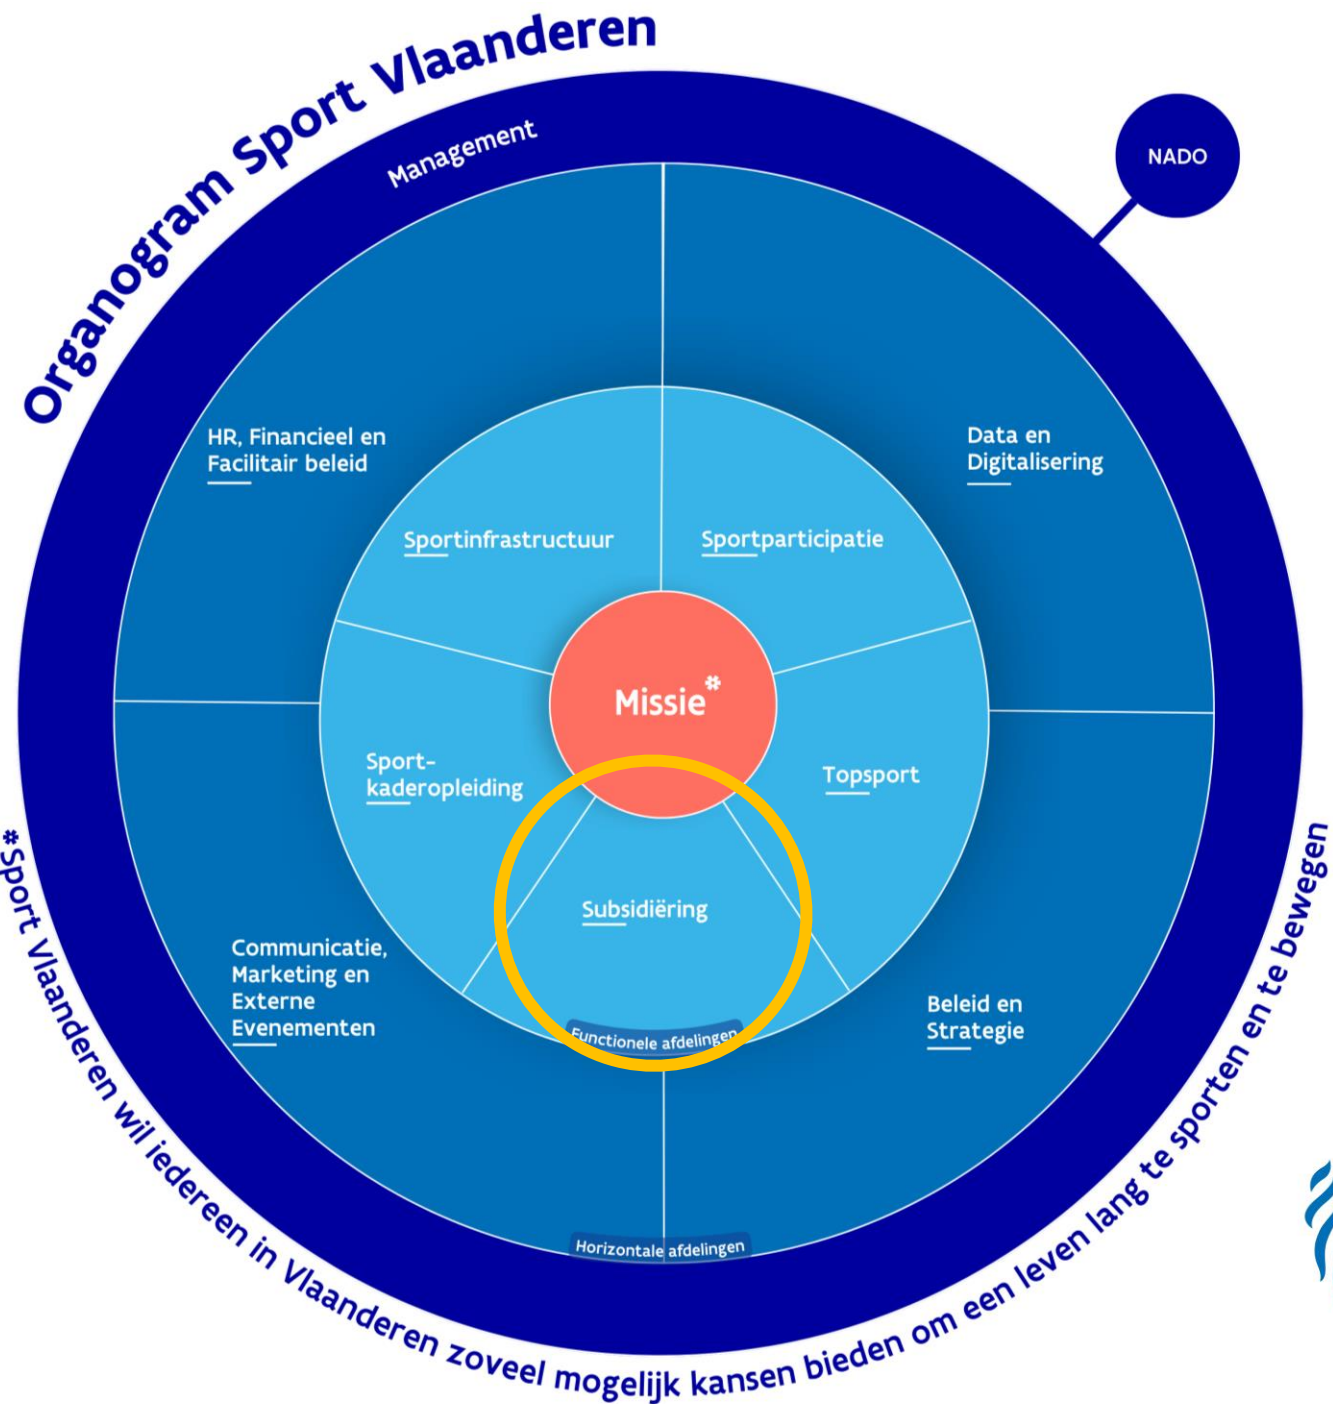 Organogram Sport Vlaanderen
Management
NADO
HR, Financieel en
Facilitair beleid
Data en
Digitalisering
Sportinfrastructuur
Sportparticipatie
Missie*
Sport-
kaderopleiding
Topsport
Subsidiëring
Communicatie,
Marketing en
Externe
Evenementen
Beleid en
Strategie
Functionele afdelingen
Horizontale afdelingen
*Sport Vlaanderen wil iedereen in Vlaanderen zoveel mogelijk kansen bieden om een leven lang te sporten en te bewegen